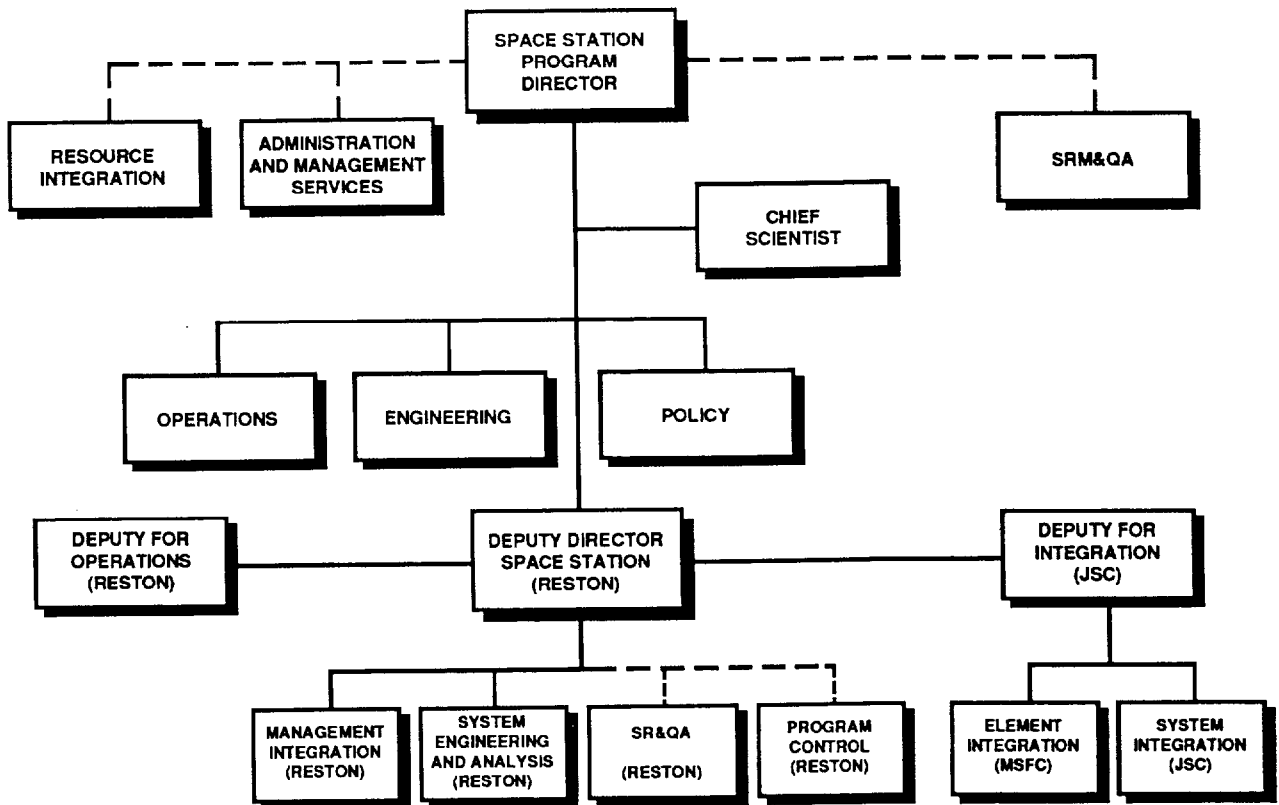 SPACE STATION
PROGRAM
DIRECTOR
RESOURCE
INTEGRATION
ADMINISTRATION
AND MANAGEMENT
SERVICES
SRM&QA
CHIEF
SCIENTIST
OPERATIONS
ENGINEERING
POLICY
DEPUTY FOR
OPERATIONS
(RESTON)
DEPUTY DIRECTOR
SPACE STATION
(RESTON)
DEPUTY FOR
INTEGRATION
(JSC)
MANAGEMENT
INTEGRATION
(RESTON)
SYSTEM
ENGINEERING
AND ANALYSIS
(RESTON)
SR&QA
(RESTON)
PROGRAM
CONTROL
(RESTON)
ELEMENT
INTEGRATION
(MSFC)
SYSTEM
INTEGRATION
(JSC)